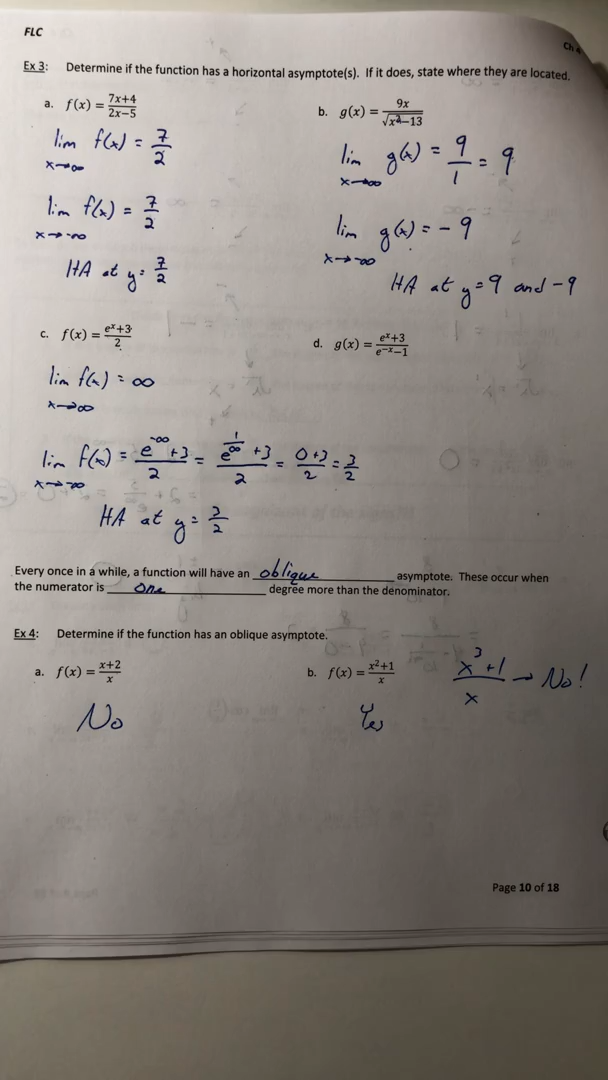 FLC
Ch 4
Ex 3: Determine if the function has a horizontal asymptote(s). If it does, state where they are located.
a. f(x) = (7x+4)/(2x−5)
b. g(x) = 9x/√(x²−13)
lim x→∞ f(x) = 7/2
lim x→∞ g(x) = 9/1 = 9
lim x→-∞ f(x) = 7/2
lim x→-∞ g(x) = -9
HA at y = 7/2
HA at y = 9 and -9
c. f(x) = (eˣ+3)/2
d. g(x) = (eˣ+3)/(e⁻ˣ−1)
lim x→∞ f(x) = ∞
lim x→-∞ f(x) = (e^-∞ + 3)/2 = (1/e^∞ + 3)/2 = (0+3)/2 = 3/2
HA at y = 3/2
Every once in a while, a function will have an oblique asymptote. These occur when
the numerator is one degree more than the denominator.
Ex 4: Determine if the function has an oblique asymptote.
a. f(x) = (x+2)/x
b. f(x) = (x²+1)/x
(x³+1)/x → No!
No
Yes
Page 10 of 18